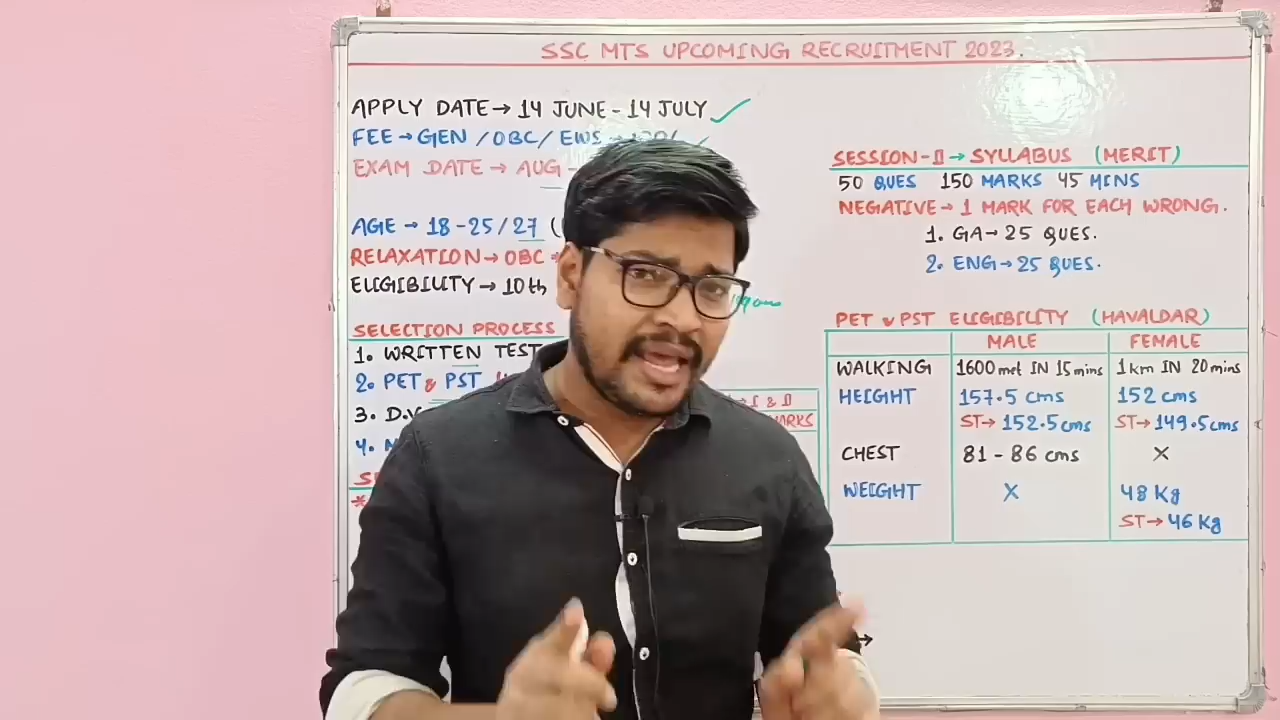 SSC MTS UPCOMING RECRUITMENT 2023.
APPLY DATE → 14 JUNE - 14 JULY
FEE → GEN / OBC / EWS →
EXAM DATE → AUG -
AGE → 18 - 25 / 27 (
RELAXATION → OBC
ELIGIBILITY → 10th
SELECTION PROCESS
1. WRITTEN TEST
2. PET & PST
3. D.V
4.
I & II
MARKS
SESSION-II → SYLLABUS (MERIT)
50 QUES 150 MARKS 45 MINS
NEGATIVE → 1 MARK FOR EACH WRONG.
1. GA → 25 QUES.
2. ENG → 25 QUES.
PET & PST ELIGIBILITY (HAVALDAR)
MALE FEMALE
WALKING 1600 met IN 15 mins 1 km IN 20 mins
HEIGHT 157.5 cms 152 cms
ST → 152.5 cms ST → 149.5 cms
CHEST 81 - 86 cms X
WEIGHT X 48 Kg
ST → 46 Kg